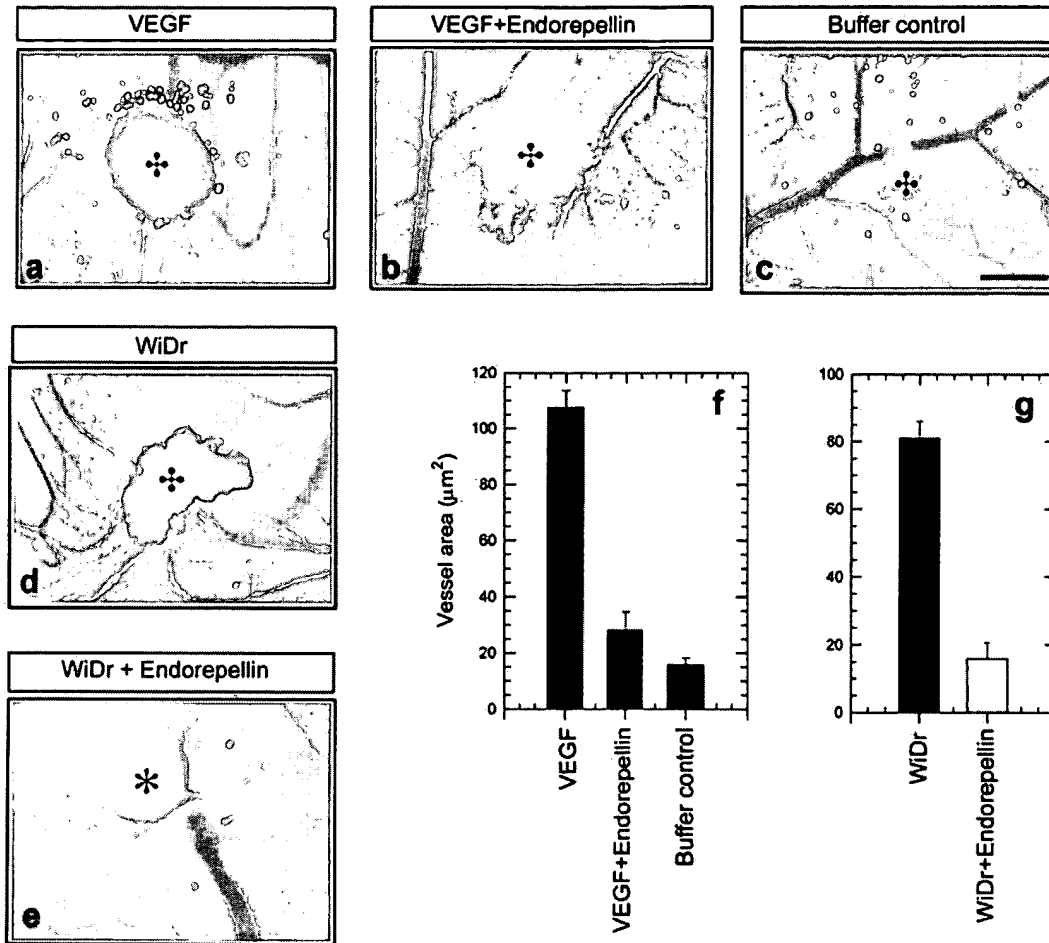 VEGF
VEGF+Endorepellin
Buffer control
a
b
c
WiDr
d
WiDr + Endorepellin
e
f
Vessel area (μm²)
120
100
80
60
40
20
0
VEGF
VEGF+Endorepellin
Buffer control
g
100
80
60
40
20
0
WiDr
WiDr+Endorepellin